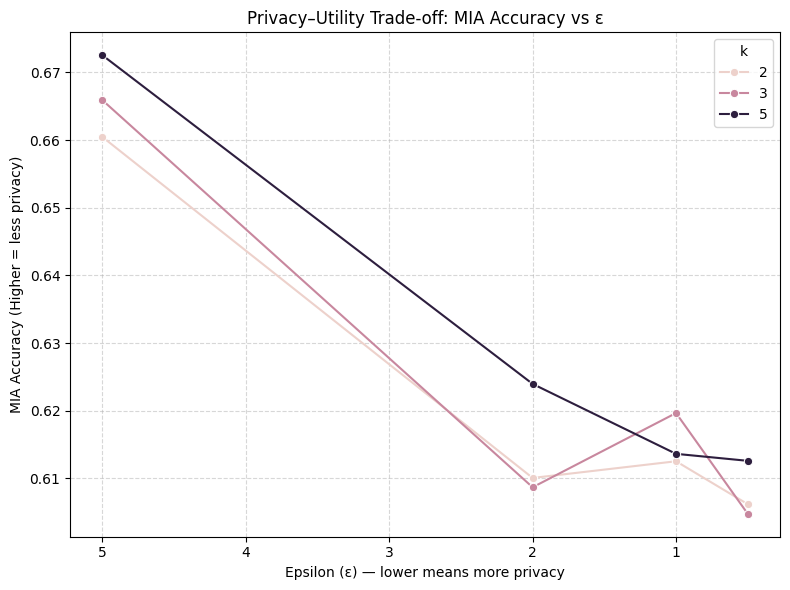 Privacy–Utility Trade-off: MIA Accuracy vs ε
MIA Accuracy (Higher = less privacy)
0.67
0.66
0.65
0.64
0.63
0.62
0.61
k
2
3
5
5 4 3 2 1
Epsilon (ε) — lower means more privacy